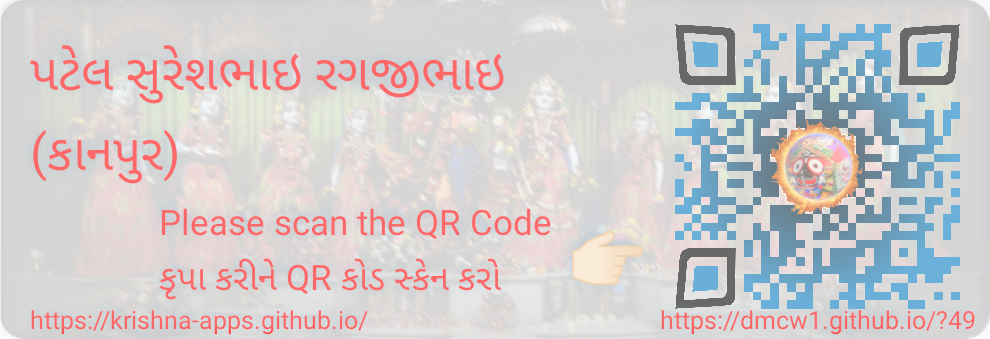 પટેલ સુરેશભાઇ રગજીભાઇ
(કાનપુર)
Please scan the QR Code
કૃપા કરીને QR કોડ સ્કેન કરો
https://krishna-apps.github.io/
https://dmcw1.github.io/?49